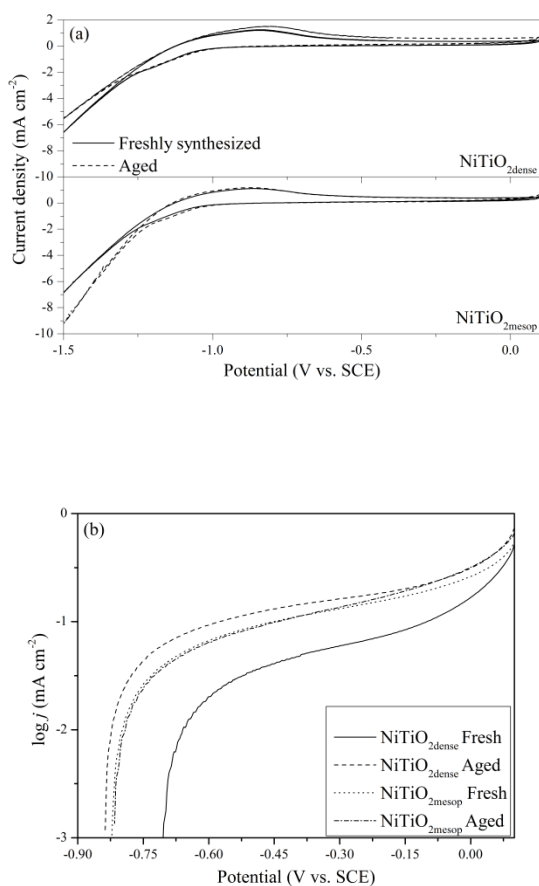 (a)
2
0
-2
-4
-6
-8
-10
0
-2
-4
-6
-8
-10
Current density (mA cm-2)
Freshly synthesized
Aged
NiTiO2dense
NiTiO2mesop
-1.5
-1.0
-0.5
0.0
Potential (V vs. SCE)
(b)
0
-1
-2
-3
log j (mA cm-2)
NiTiO2dense Fresh
NiTiO2dense Aged
NiTiO2mesop Fresh
NiTiO2mesop Aged
-0.90
-0.75
-0.60
-0.45
-0.30
-0.15
0.00
Potential (V vs. SCE)